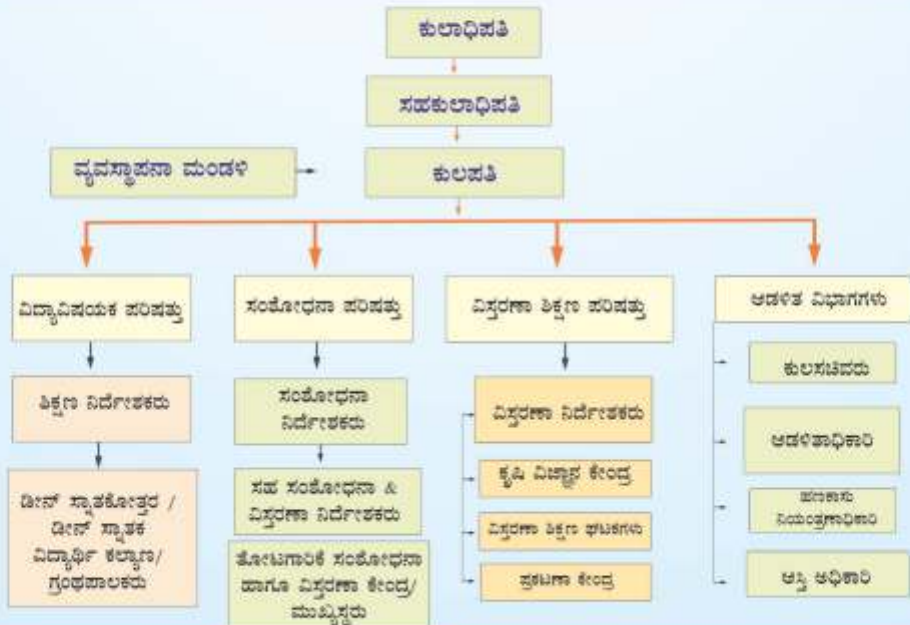 ಕುಲಾಧಿಪತಿ
ಸಹಕುಲಾಧಿಪತಿ
ವ್ಯವಸ್ಥಾಪನಾ ಮಂಡಳಿ
ಕುಲಪತಿ
ವಿದ್ಯಾವಿಷಯಕ ಪರಿಷತ್ತು
ಶಿಕ್ಷಣ ನಿರ್ದೇಶಕರು
ಡೀನ್ ಸ್ನಾತಕೋತ್ತರ /
ಡೀನ್ ಸ್ನಾತಕ
ವಿದ್ಯಾರ್ಥಿ ಕಲ್ಯಾಣ/
ಗ್ರಂಥಪಾಲಕರು
ಸಂಶೋಧನಾ ಪರಿಷತ್ತು
ಸಂಶೋಧನಾ
ನಿರ್ದೇಶಕರು
ಸಹ ಸಂಶೋಧನಾ &
ವಿಸ್ತರಣಾ ನಿರ್ದೇಶಕರು
ತೋಟಗಾರಿಕೆ ಸಂಶೋಧನಾ
ಹಾಗೂ ವಿಸ್ತರಣಾ ಕೇಂದ್ರ/
ಮುಖ್ಯಸ್ಥರು
ವಿಸ್ತರಣಾ ಶಿಕ್ಷಣ ಪರಿಷತ್ತು
ವಿಸ್ತರಣಾ ನಿರ್ದೇಶಕರು
ಕೃಷಿ ವಿಜ್ಞಾನ ಕೇಂದ್ರ
ವಿಸ್ತರಣಾ ಶಿಕ್ಷಣ ಘಟಕಗಳು
ಪ್ರಕಟಣಾ ಕೇಂದ್ರ
ಆಡಳಿತ ವಿಭಾಗಗಳು
ಕುಲಸಚಿವರು
ಆಡಳಿತಾಧಿಕಾರಿ
ಹಣಕಾಸು
ನಿಯಂತ್ರಣಾಧಿಕಾರಿ
ಆಸ್ತಿ ಅಧಿಕಾರಿ